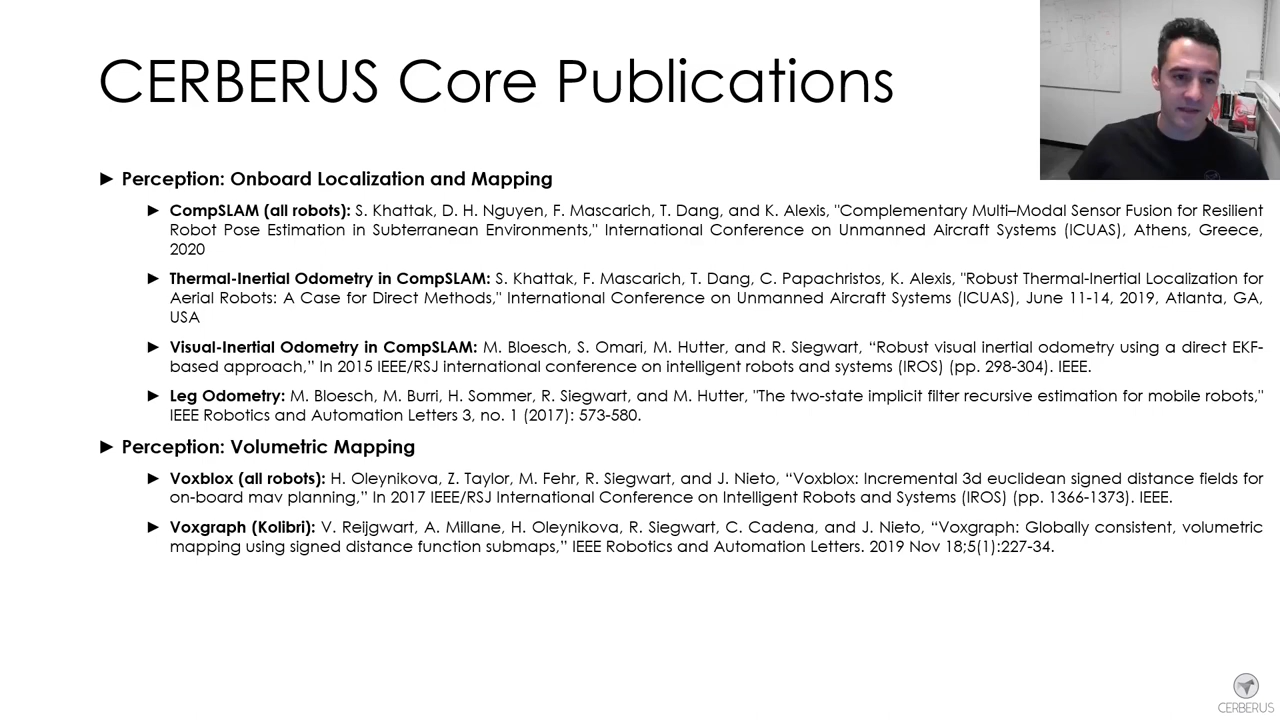 CERBERUS Core Publications
► Perception: Onboard Localization and Mapping
► CompSLAM (all robots): S. Khattak, D. H. Nguyen, F. Mascarich, T. Dang, and K. Alexis, "Complementary Multi–Modal Sensor Fusion for Resilient
Robot Pose Estimation in Subterranean Environments," International Conference on Unmanned Aircraft Systems (ICUAS), Athens, Greece,
2020
► Thermal-Inertial Odometry in CompSLAM: S. Khattak, F. Mascarich, T. Dang, C. Papachristos, K. Alexis, "Robust Thermal-Inertial Localization for
Aerial Robots: A Case for Direct Methods," International Conference on Unmanned Aircraft Systems (ICUAS), June 11-14, 2019, Atlanta, GA,
USA
► Visual-Inertial Odometry in CompSLAM: M. Bloesch, S. Omari, M. Hutter, and R. Siegwart, “Robust visual inertial odometry using a direct EKF-
based approach,” In 2015 IEEE/RSJ international conference on intelligent robots and systems (IROS) (pp. 298-304). IEEE.
► Leg Odometry: M. Bloesch, M. Burri, H. Sommer, R. Siegwart, and M. Hutter, "The two-state implicit filter recursive estimation for mobile robots,"
IEEE Robotics and Automation Letters 3, no. 1 (2017): 573-580.
► Perception: Volumetric Mapping
► Voxblox (all robots): H. Oleynikova, Z. Taylor, M. Fehr, R. Siegwart, and J. Nieto, “Voxblox: Incremental 3d euclidean signed distance fields for
on-board mav planning,” In 2017 IEEE/RSJ International Conference on Intelligent Robots and Systems (IROS) (pp. 1366-1373). IEEE.
► Voxgraph (Kolibri): V. Reijgwart, A. Millane, H. Oleynikova, R. Siegwart, C. Cadena, and J. Nieto, “Voxgraph: Globally consistent, volumetric
mapping using signed distance function submaps,” IEEE Robotics and Automation Letters. 2019 Nov 18;5(1):227-34.
CERBERUS